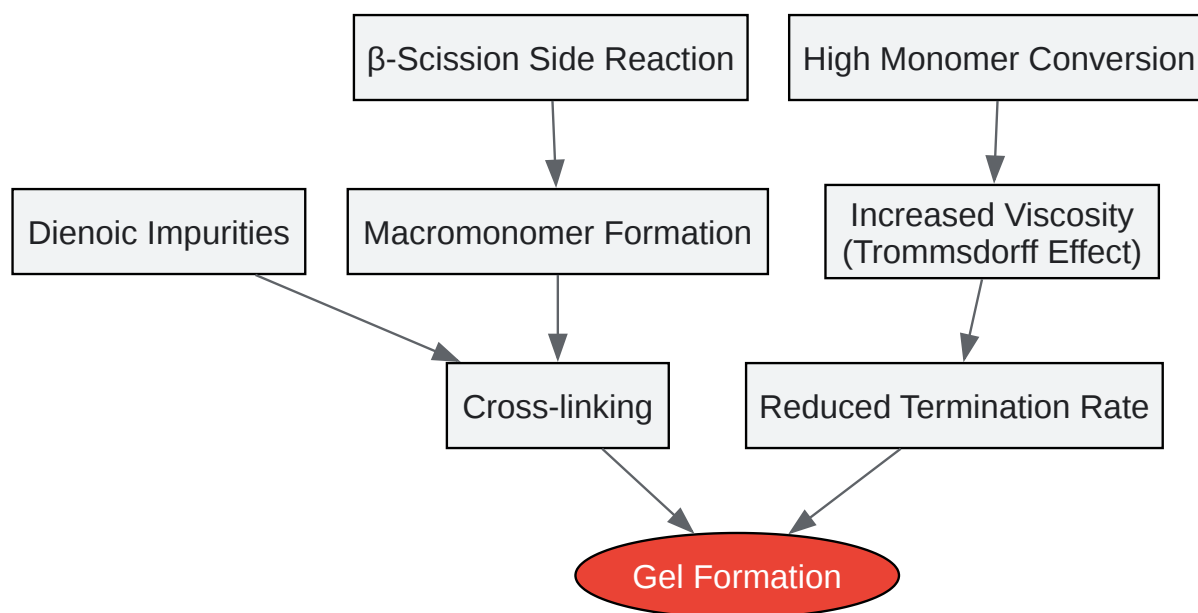 β-Scission Side Reaction
High Monomer Conversion
Dienoic Impurities
Macromonomer Formation
Increased Viscosity
(Trommsdorff Effect)
Cross-linking
Reduced Termination Rate
Gel Formation